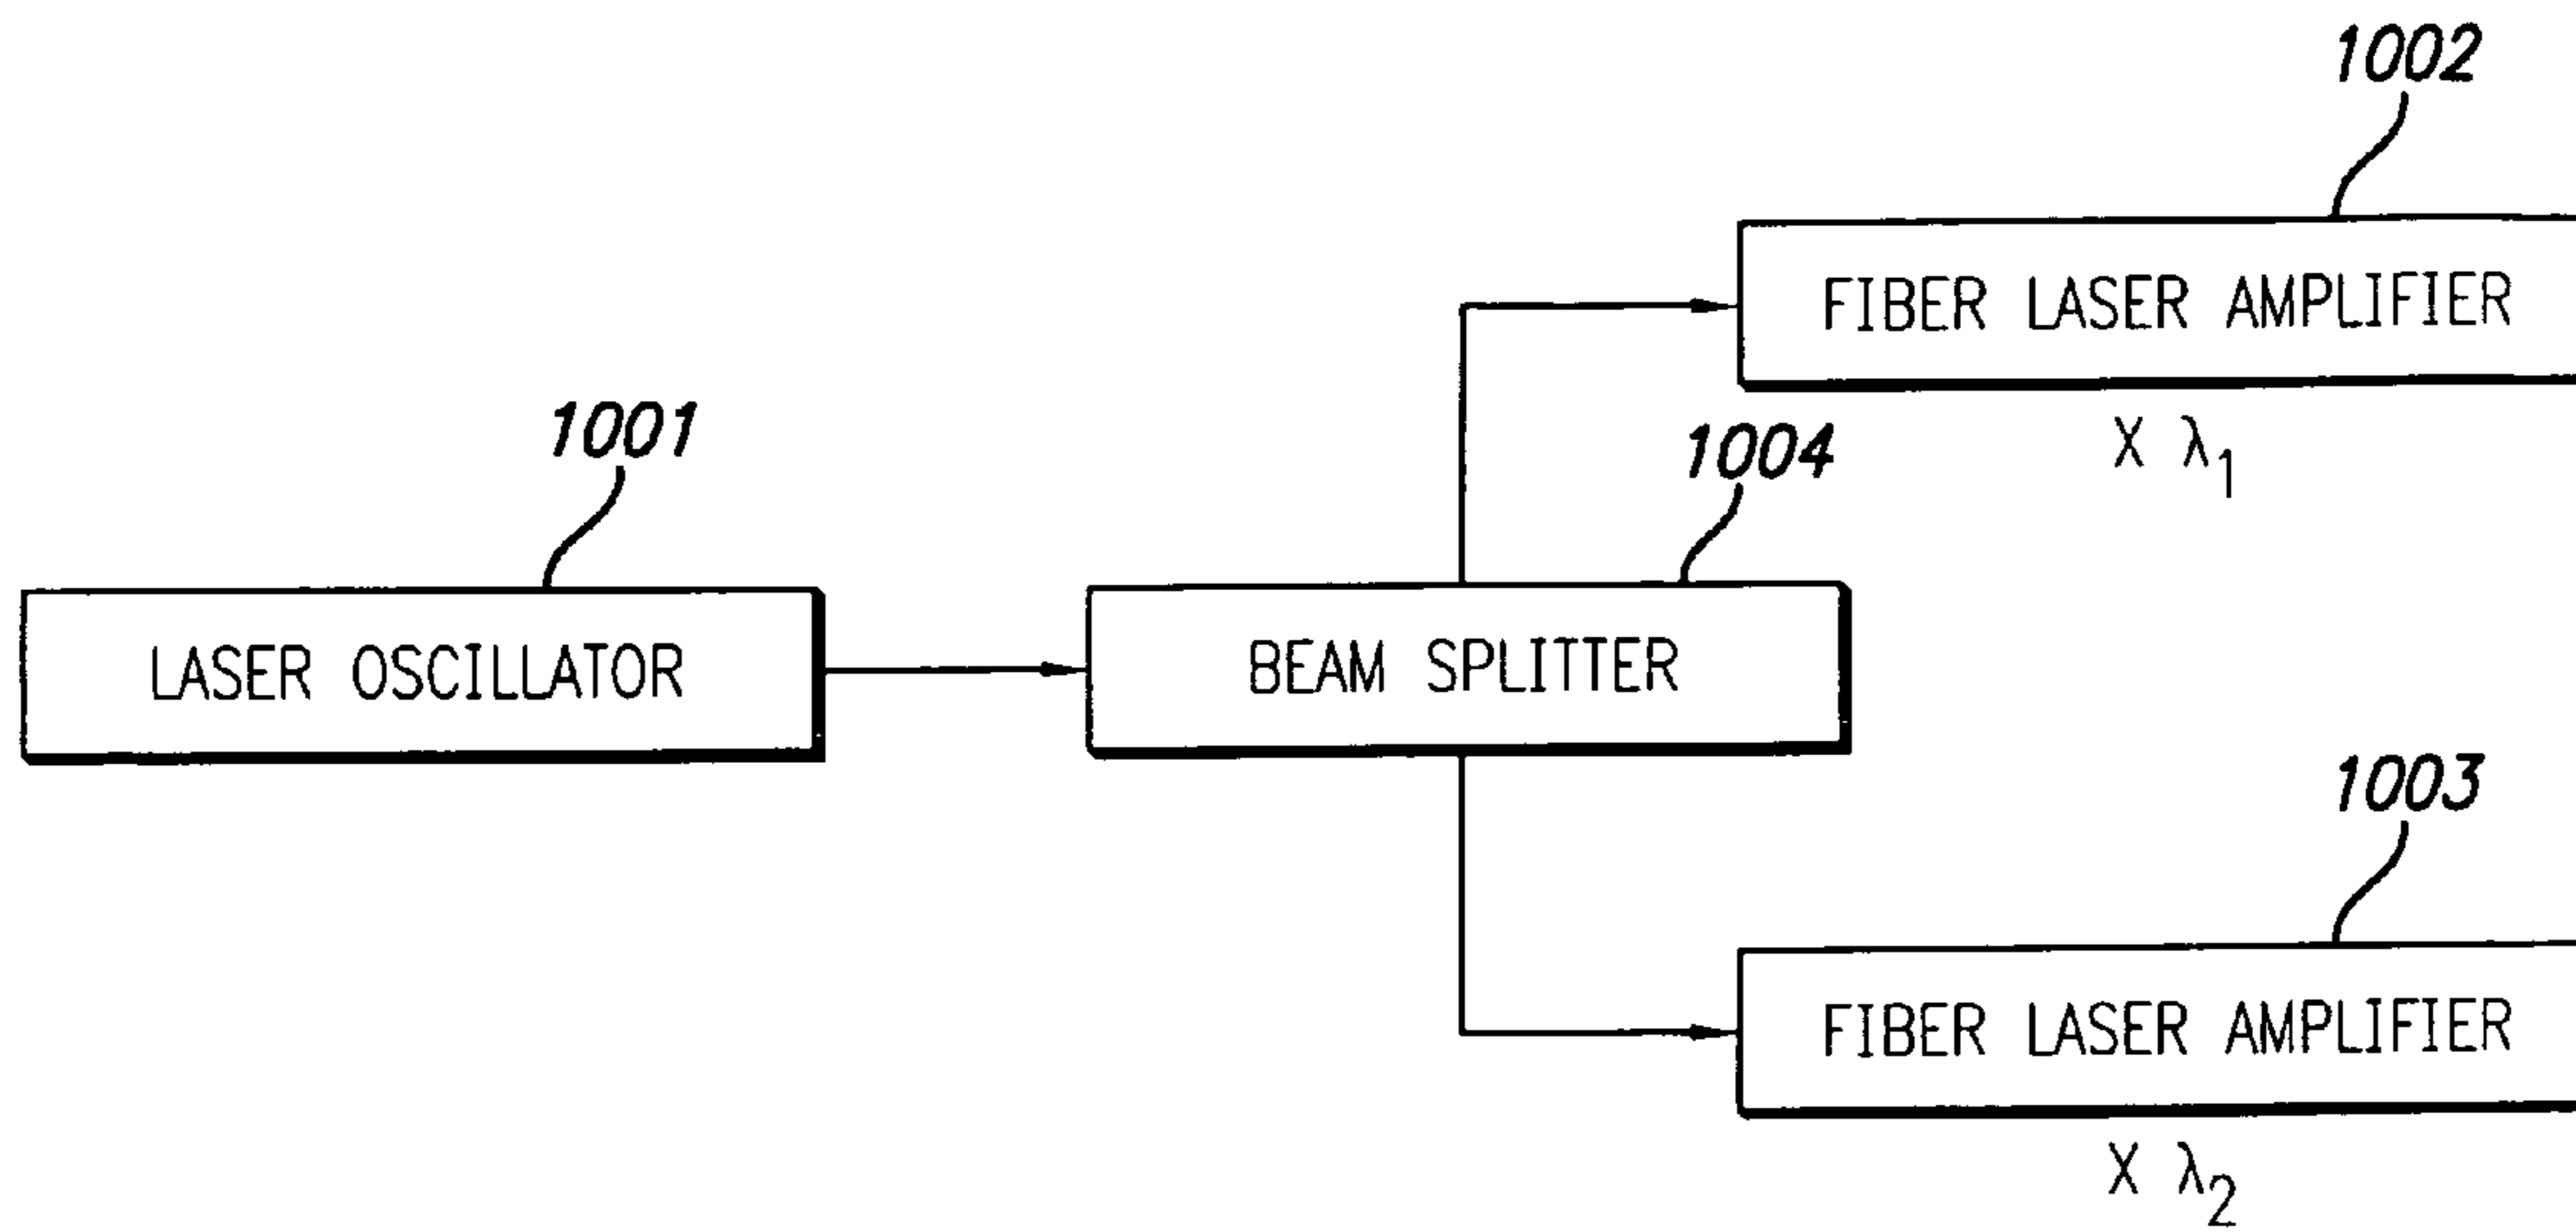 1002
FIBER LASER AMPLIFIER
X λ1
1001
1004
LASER OSCILLATOR
BEAM SPLITTER
1003
FIBER LASER AMPLIFIER
X λ2